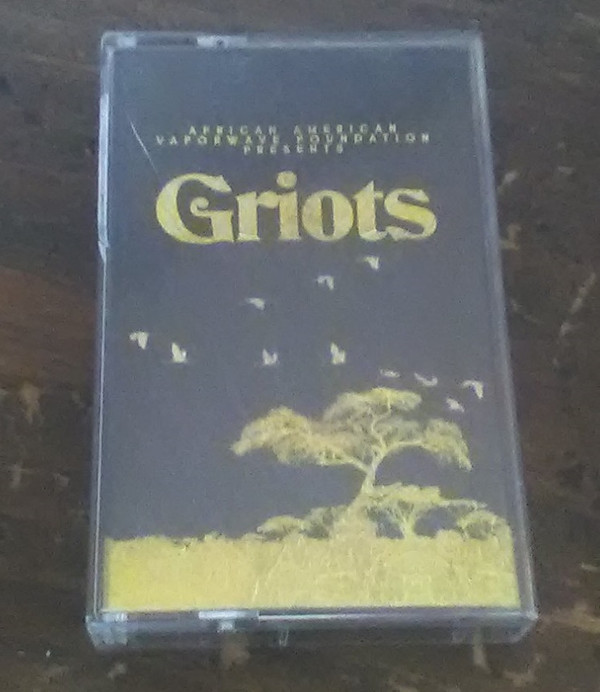 AFRICAN AMERICAN
VAPORWAVE FOUNDATION
PRESENTS
Griots